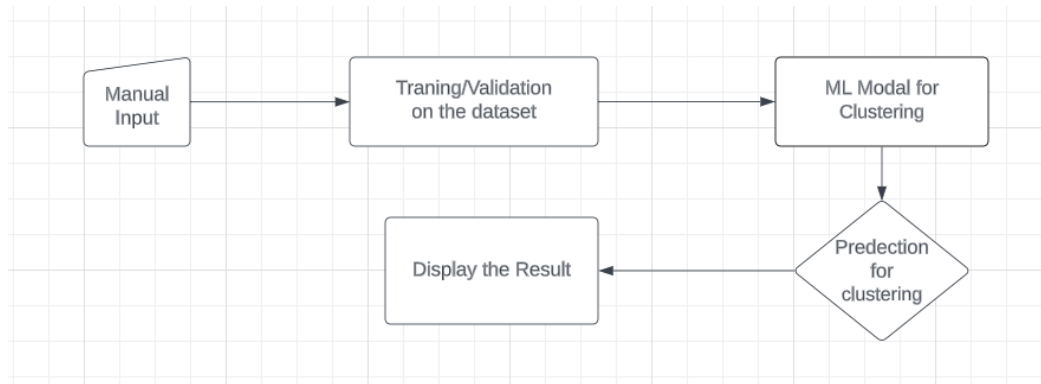 Manual
Input
Traning/Validation
on the dataset
ML Modal for
Clustering
Predection
for
clustering
Display the Result